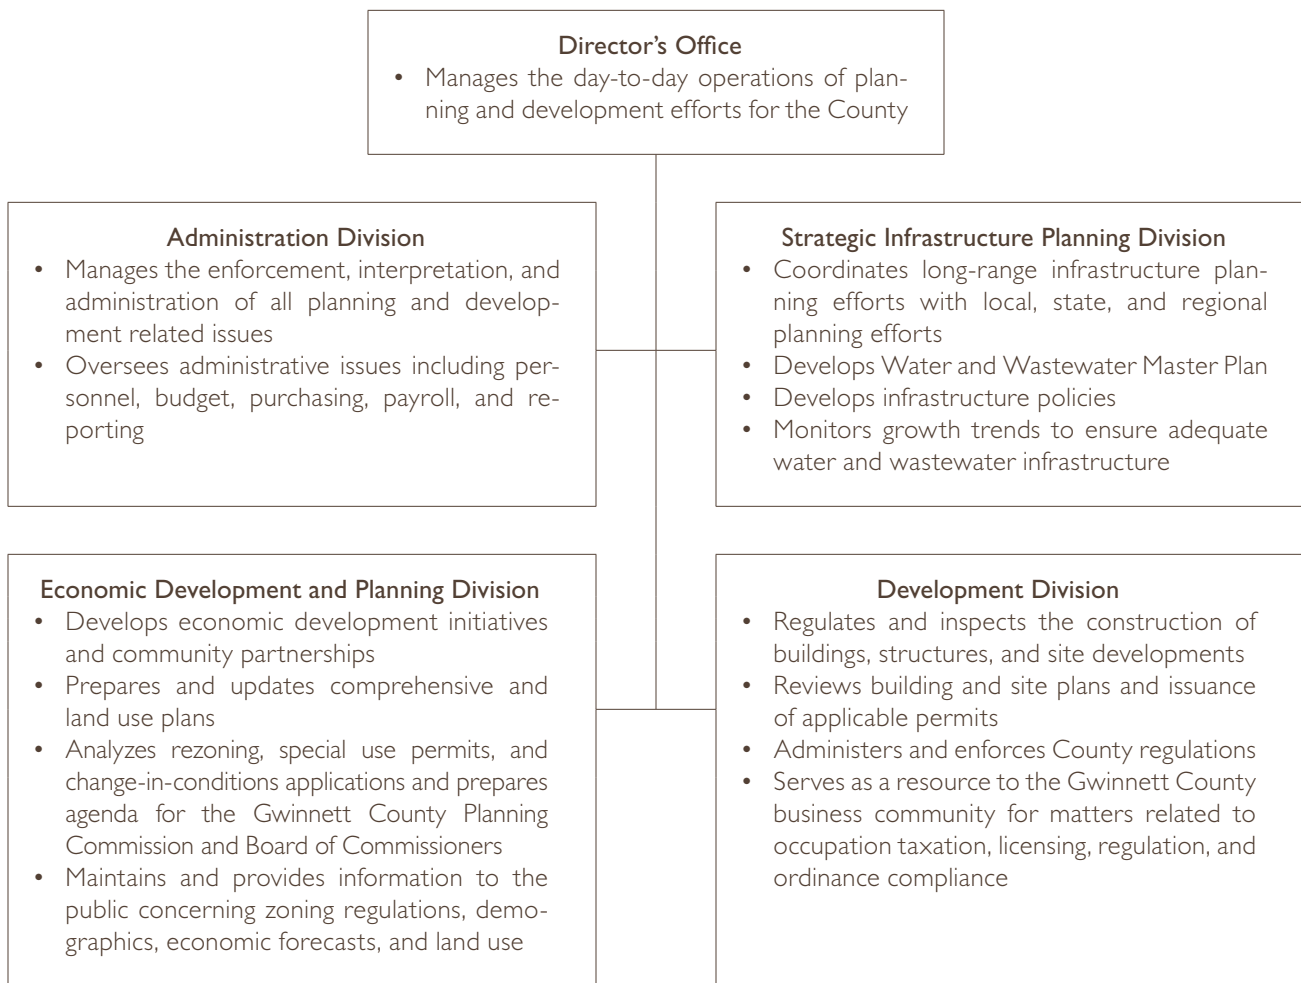 Director’s Office
• Manages the day-to-day operations of plan-
ning and development efforts for the County
Administration Division
• Manages the enforcement, interpretation, and
administration of all planning and develop-
ment related issues
• Oversees administrative issues including per-
sonnel, budget, purchasing, payroll, and re-
porting
Strategic Infrastructure Planning Division
• Coordinates long-range infrastructure plan-
ning efforts with local, state, and regional
planning efforts
• Develops Water and Wastewater Master Plan
• Develops infrastructure policies
• Monitors growth trends to ensure adequate
water and wastewater infrastructure
Economic Development and Planning Division
• Develops economic development initiatives
and community partnerships
• Prepares and updates comprehensive and
land use plans
• Analyzes rezoning, special use permits, and
change-in-conditions applications and prepares
agenda for the Gwinnett County Planning
Commission and Board of Commissioners
• Maintains and provides information to the
public concerning zoning regulations, demo-
graphics, economic forecasts, and land use
Development Division
• Regulates and inspects the construction of
buildings, structures, and site developments
• Reviews building and site plans and issuance
of applicable permits
• Administers and enforces County regulations
• Serves as a resource to the Gwinnett County
business community for matters related to
occupation taxation, licensing, regulation, and
ordinance compliance